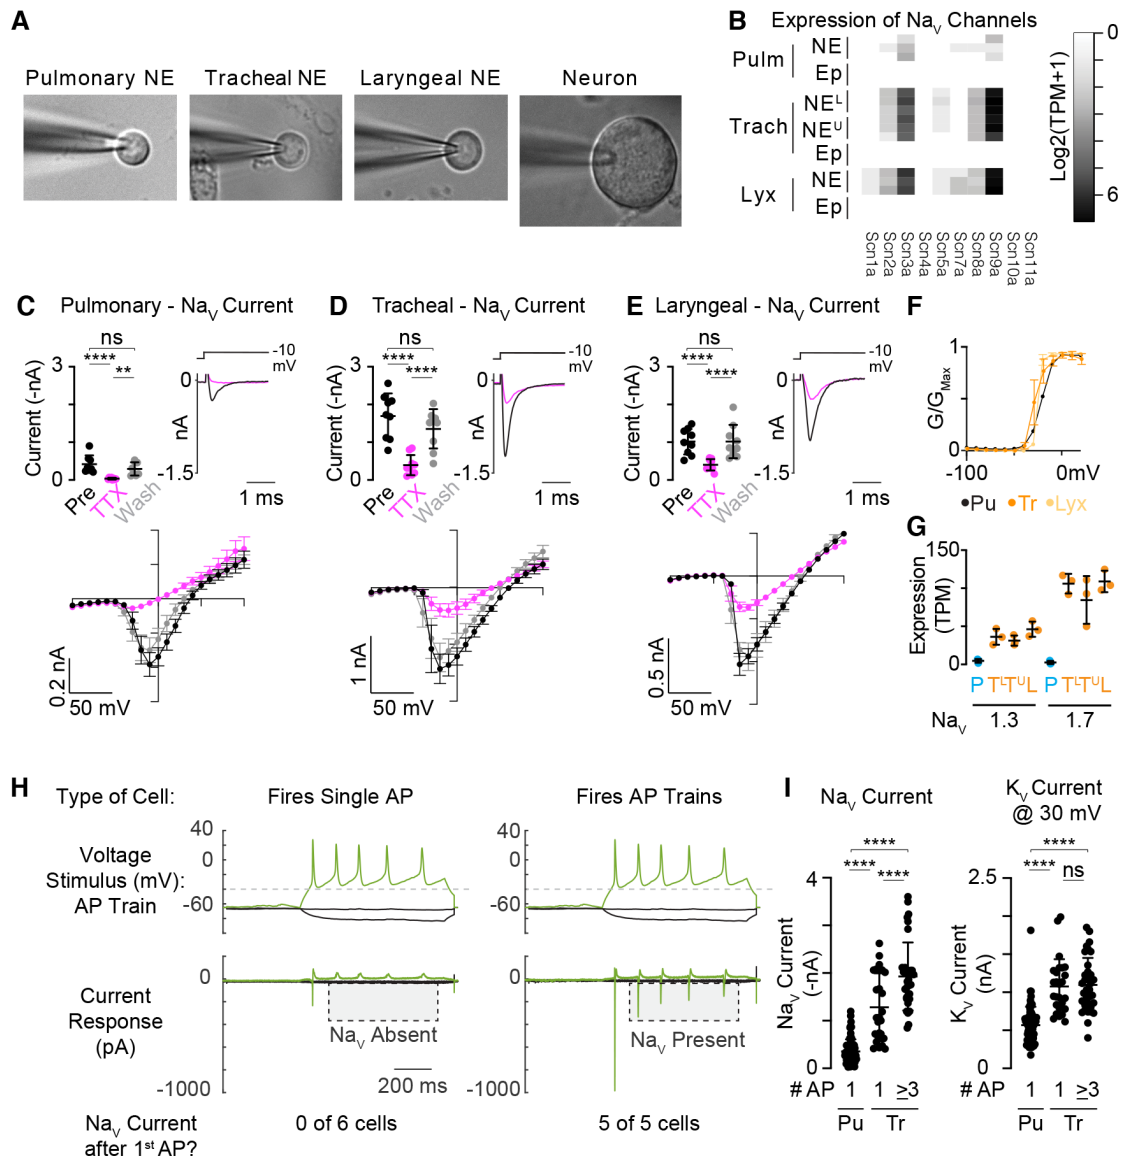 A
Pulmonary NE
Tracheal NE
Laryngeal NE
Neuron
B
Expression of NaV Channels
Pulm
NE
Ep
Trach
NEL
NEU
Ep
Lyx
NE
Ep
Scn1a
Scn2a
Scn3a
Scn4a
Scn5a
Scn7a
Scn8a
Scn9a
Scn10a
Scn11a
0
6
Log2(TPM+1)
C
Pulmonary - NaV Current
ns
****
**
3
0
Current (-nA)
Pre
TTX
Wash
-10
mV
0
nA
-1.5
1 ms
0.2 nA
50 mV
D
Tracheal - NaV Current
ns
****
****
3
0
Current (-nA)
Pre
TTX
Wash
-10
mV
0
nA
-1.5
1 ms
1 nA
50 mV
E
Laryngeal - NaV Current
ns
****
****
3
0
Current (-nA)
Pre
TTX
Wash
-10
mV
0
nA
-1.5
1 ms
0.5 nA
50 mV
F
1
G/GMax
0
-100
0mV
Pu
Tr
Lyx
G
150
Expression
(TPM)
0
P TL TU L
P TL TU L
NaV
1.3
1.7
H
Type of Cell:
Fires Single AP
Fires AP Trains
Voltage
Stimulus (mV):
AP Train
40
0
-60
40
0
-60
Current
Response
(pA)
0
-1000
NaV Absent
200 ms
0
-1000
NaV Present
NaV Current
after 1st AP?
0 of 6 cells
5 of 5 cells
I
NaV Current
****
****
****
4
0
NaV Current
(-nA)
# AP
1
1
≥3
Pu
Tr
KV Current
@ 30 mV
****
****
ns
2.5
0
KV Current
(nA)
# AP
1
1
≥3
Pu
Tr